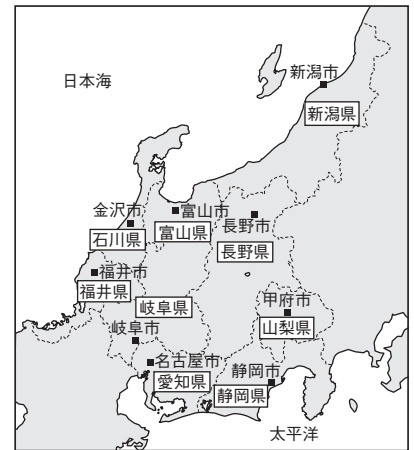 新潟市
日本海
新潟県
金沢市
富山市
石川県
富山県
長野市
長野県
福井市
福井県
岐阜県
甲府市
岐阜市
山梨県
名古屋市
静岡市
愛知県
静岡県
太平洋